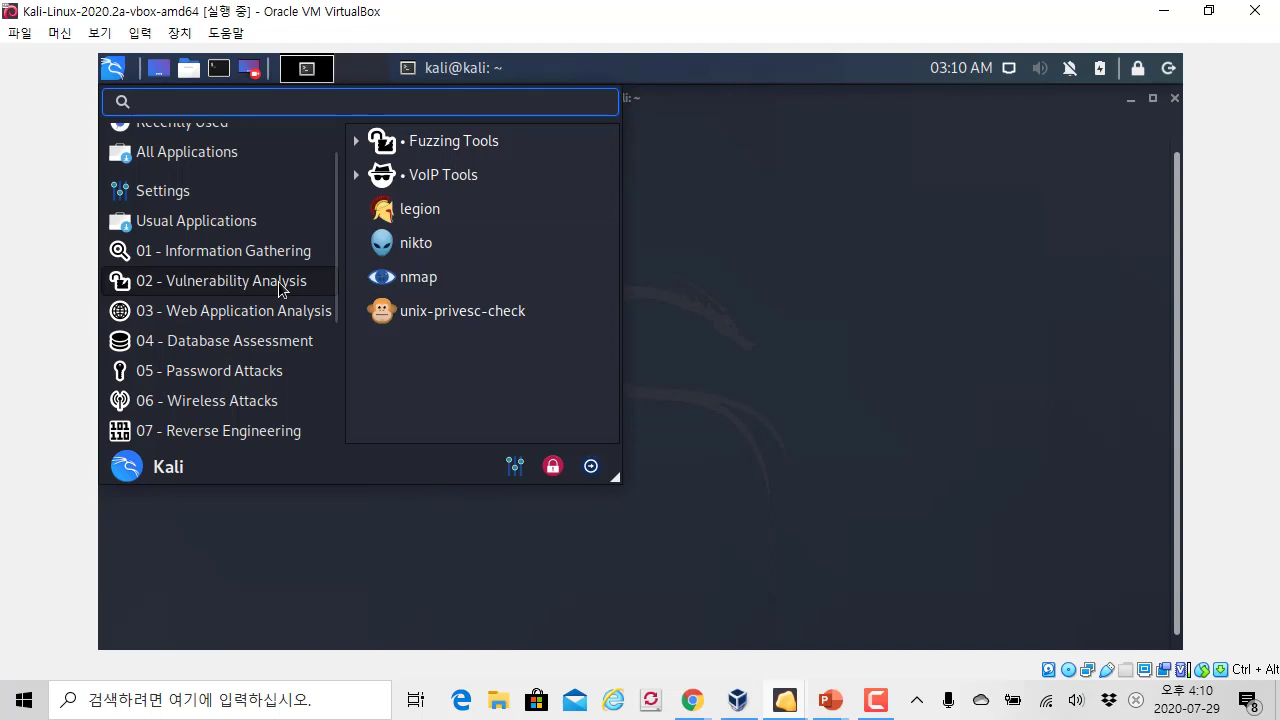 Kali-Linux-2020.2a-vbox-amd64 [실행 중] - Oracle VM VirtualBox
파일 머신 보기 입력 장치 도움말
kali@kali: ~
03:10 AM
li: ~
Recently Used
All Applications
Settings
Usual Applications
01 - Information Gathering
02 - Vulnerability Analysis
03 - Web Application Analysis
04 - Database Assessment
05 - Password Attacks
06 - Wireless Attacks
07 - Reverse Engineering
• Fuzzing Tools
• VoIP Tools
legion
nikto
nmap
unix-privesc-check
Kali
Ctrl + Alt
검색하려면 여기에 입력하십시오.
오후 4:10
2020-07-29
8